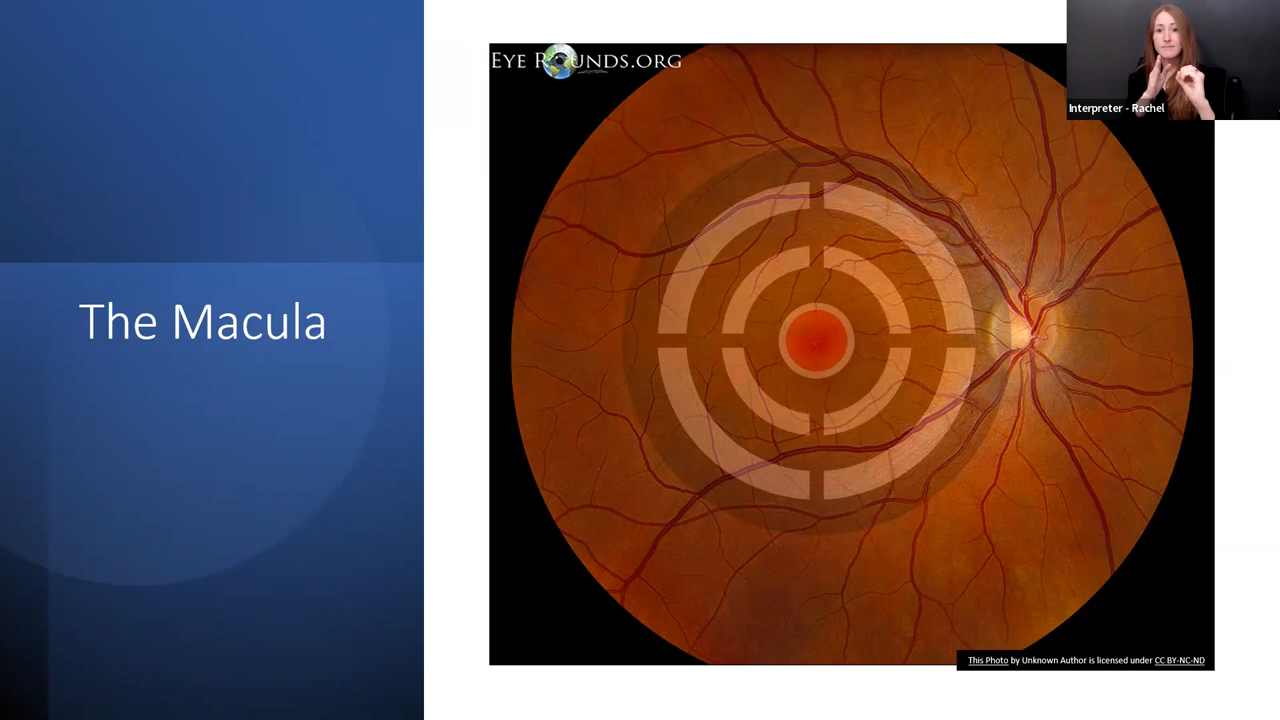 The Macula
EYE ROUNDS.ORG
Interpreter - Rachel
This Photo by Unknown Author is licensed under CC BY-NC-ND